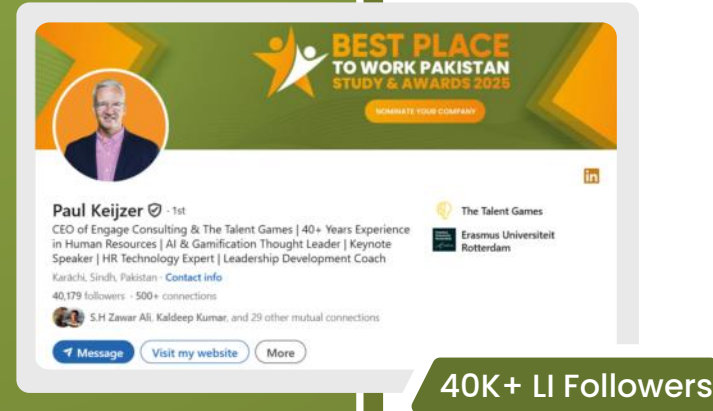 BEST PLACE
TO WORK PAKISTAN
STUDY & AWARDS 2025
NOMINATE YOUR COMPANY
in
Paul Keijzer · 1st
CEO of Engage Consulting & The Talent Games | 40+ Years Experience
in Human Resources | AI & Gamification Thought Leader | Keynote
Speaker | HR Technology Expert | Leadership Development Coach
Karāchi, Sindh, Pakistan · Contact info
40,179 followers · 500+ connections
S.H Zawar Ali, Kaldeep Kumar, and 29 other mutual connections
Message
Visit my website
More
The Talent Games
Erasmus Universiteit
Rotterdam
40K+ LI Followers